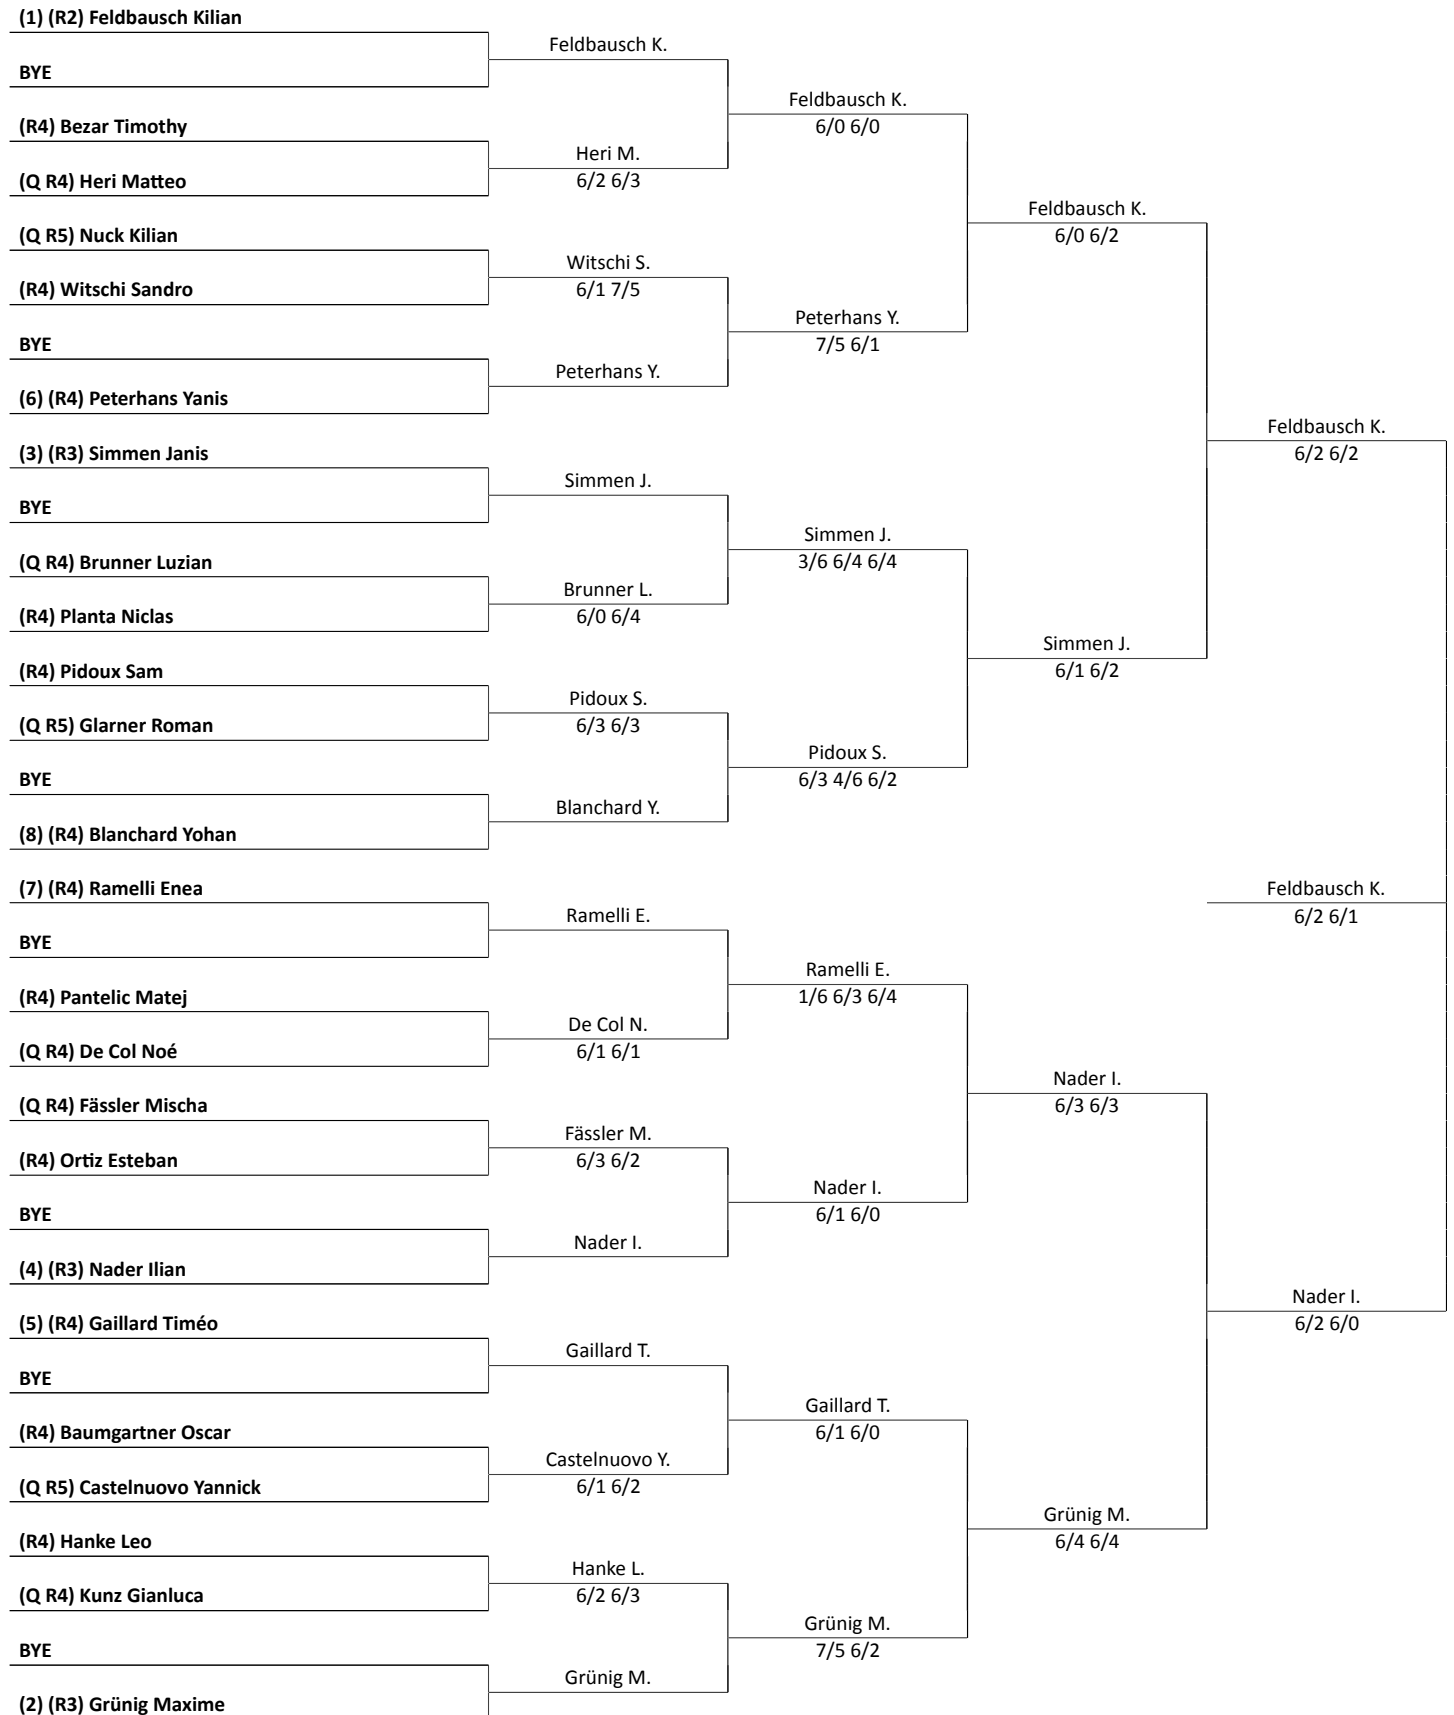 (1) (R2) Feldbausch Kilian
Feldbausch K.
BYE
Feldbausch K.
(R4) Bezar Timothy
6/0 6/0
Heri M.
(Q R4) Heri Matteo
6/2 6/3
Feldbausch K.
(Q R5) Nuck Kilian
6/0 6/2
Witschi S.
(R4) Witschi Sandro
6/1 7/5
Peterhans Y.
BYE
7/5 6/1
Peterhans Y.
(6) (R4) Peterhans Yanis
Feldbausch K.
(3) (R3) Simmen Janis
6/2 6/2
Simmen J.
BYE
Simmen J.
(Q R4) Brunner Luzian
3/6 6/4 6/4
Brunner L.
(R4) Planta Niclas
6/0 6/4
Simmen J.
(R4) Pidoux Sam
6/1 6/2
Pidoux S.
(Q R5) Glarner Roman
6/3 6/3
Pidoux S.
BYE
6/3 4/6 6/2
Blanchard Y.
(8) (R4) Blanchard Yohan
(7) (R4) Ramelli Enea
Feldbausch K.
6/2 6/1
Ramelli E.
BYE
Ramelli E.
(R4) Pantelic Matej
1/6 6/3 6/4
De Col N.
(Q R4) De Col Noé
6/1 6/1
Nader I.
(Q R4) Fässler Mischa
6/3 6/3
Fässler M.
(R4) Ortiz Esteban
6/3 6/2
Nader I.
BYE
6/1 6/0
Nader I.
(4) (R3) Nader Ilian
Nader I.
(5) (R4) Gaillard Timéo
6/2 6/0
Gaillard T.
BYE
Gaillard T.
(R4) Baumgartner Oscar
6/1 6/0
Castelnuovo Y.
(Q R5) Castelnuovo Yannick
6/1 6/2
Grünig M.
(R4) Hanke Leo
6/4 6/4
Hanke L.
(Q R4) Kunz Gianluca
6/2 6/3
Grünig M.
BYE
7/5 6/2
Grünig M.
(2) (R3) Grünig Maxime